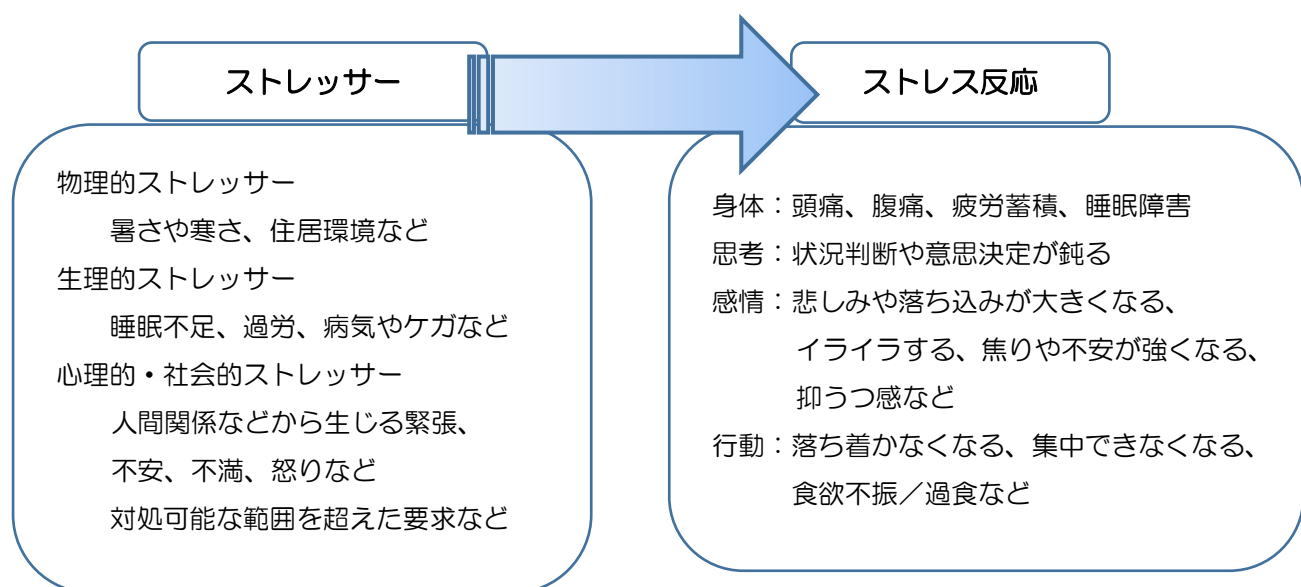 ストレッサー
物理的ストレッサー
暑さや寒さ、住居環境など
生理的ストレッサー
睡眠不足、過労、病気やケガなど
心理的・社会的ストレッサー
人間関係などから生じる緊張、
不安、不満、怒りなど
対処可能な範囲を超えた要求など
ストレス反応
身体：頭痛、腹痛、疲労蓄積、睡眠障害
思考：状況判断や意思決定が鈍る
感情：悲しみや落ち込みが大きくなる、
イライラする、焦りや不安が強くなる、
抑うつ感など
行動：落ち着かなくなる、集中できなくなる、
食欲不振／過食など